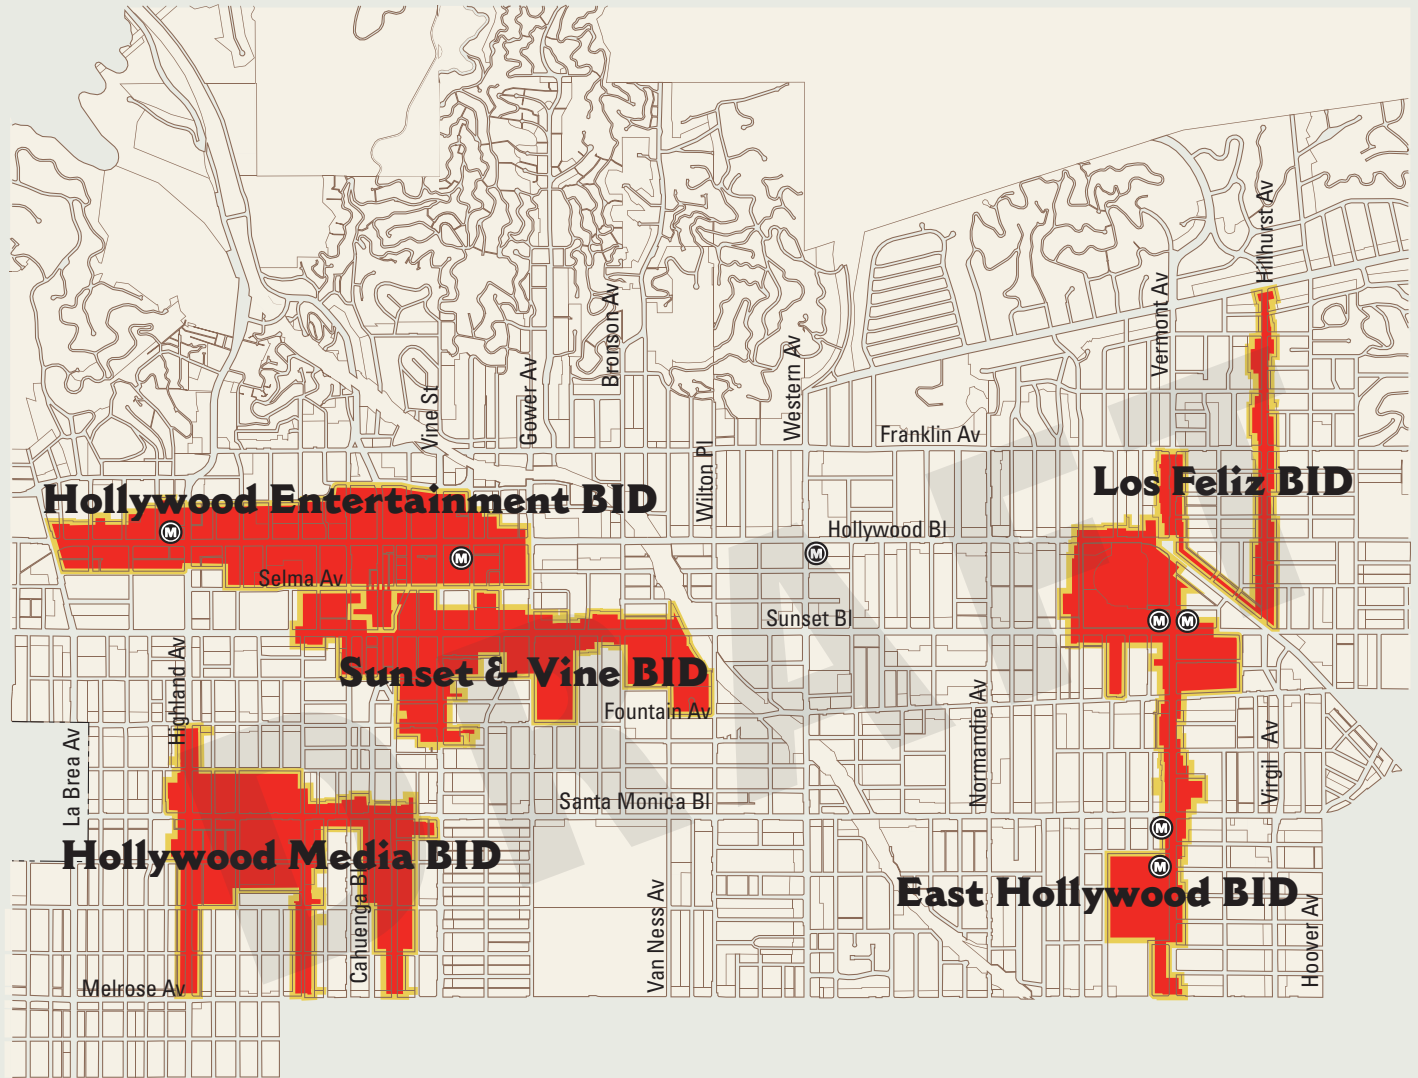 Hillhurst Av
Vermont Av
Bronson Av
Western Av
Gower Av
Vine St
Franklin Av
Wilton Pl
Los Feliz BID
Hollywood Entertainment BID
M
Hollywood Bl
M
M
Selma Av
Sunset Bl
M
M
Sunset & Vine BID
Highland Av
Fountain Av
Normandie Av
La Brea Av
Virgil Av
Santa Monica Bl
M
Hollywood Media BID
M
East Hollywood BID
Cahuenga Bl
Van Ness Av
Hoover Av
Melrose Av
DRAFT